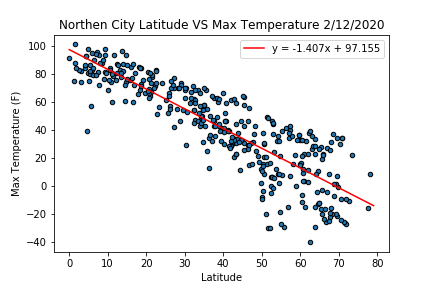 Northen City Latitude VS Max Temperature 2/12/2020
y = -1.407x + 97.155
Max Temperature (F)
100
80
60
40
20
0
−20
−40
0 10 20 30 40 50 60 70 80
Latitude